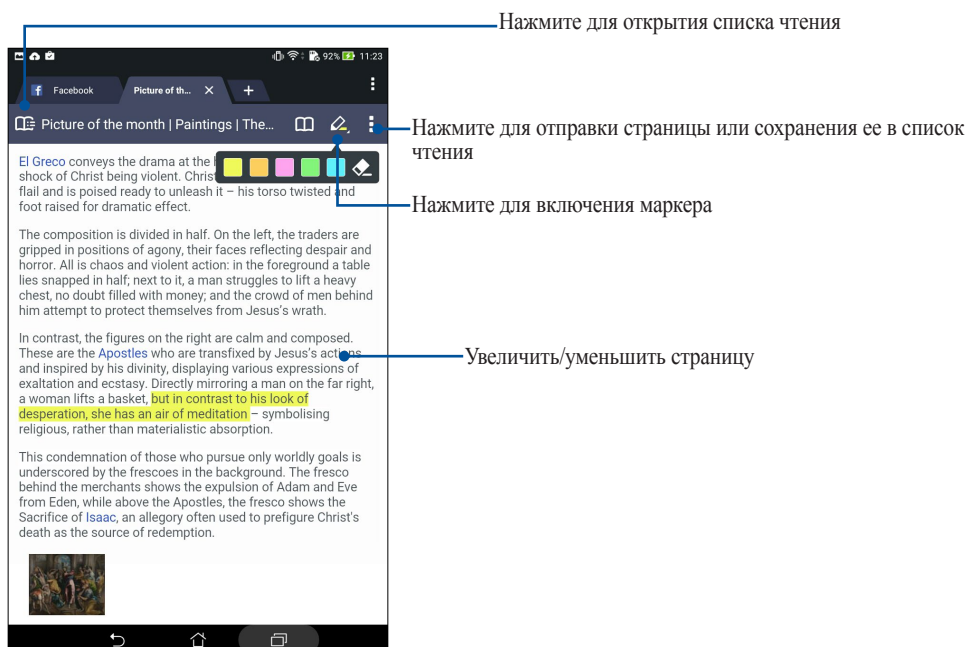 Нажмите для открытия списка чтения
92% 11:23
Facebook
Picture of th...
Picture of the month | Paintings | The...
Нажмите для отправки страницы или сохранения ее в список
чтения
El Greco conveys the drama at the
shock of Christ being violent. Christ
flail and is poised ready to unleash it – his torso twisted and
foot raised for dramatic effect.
Нажмите для включения маркера
The composition is divided in half. On the left, the traders are
gripped in positions of agony, their faces reflecting despair and
horror. All is chaos and violent action: in the foreground a table
lies snapped in half; next to it, a man struggles to lift a heavy
chest, no doubt filled with money; and the crowd of men behind
him attempt to protect themselves from Jesus's wrath.
In contrast, the figures on the right are calm and composed.
These are the Apostles who are transfixed by Jesus's actions
and inspired by his divinity, displaying various expressions of
exaltation and ecstasy. Directly mirroring a man on the far right,
a woman lifts a basket, but in contrast to his look of
desperation, she has an air of meditation – symbolising
religious, rather than materialistic absorption.
Увеличить/уменьшить страницу
This condemnation of those who pursue only worldly goals is
underscored by the frescoes in the background. The fresco
behind the merchants shows the expulsion of Adam and Eve
from Eden, while above the Apostles, the fresco shows the
Sacrifice of Isaac, an allegory often used to prefigure Christ's
death as the source of redemption.